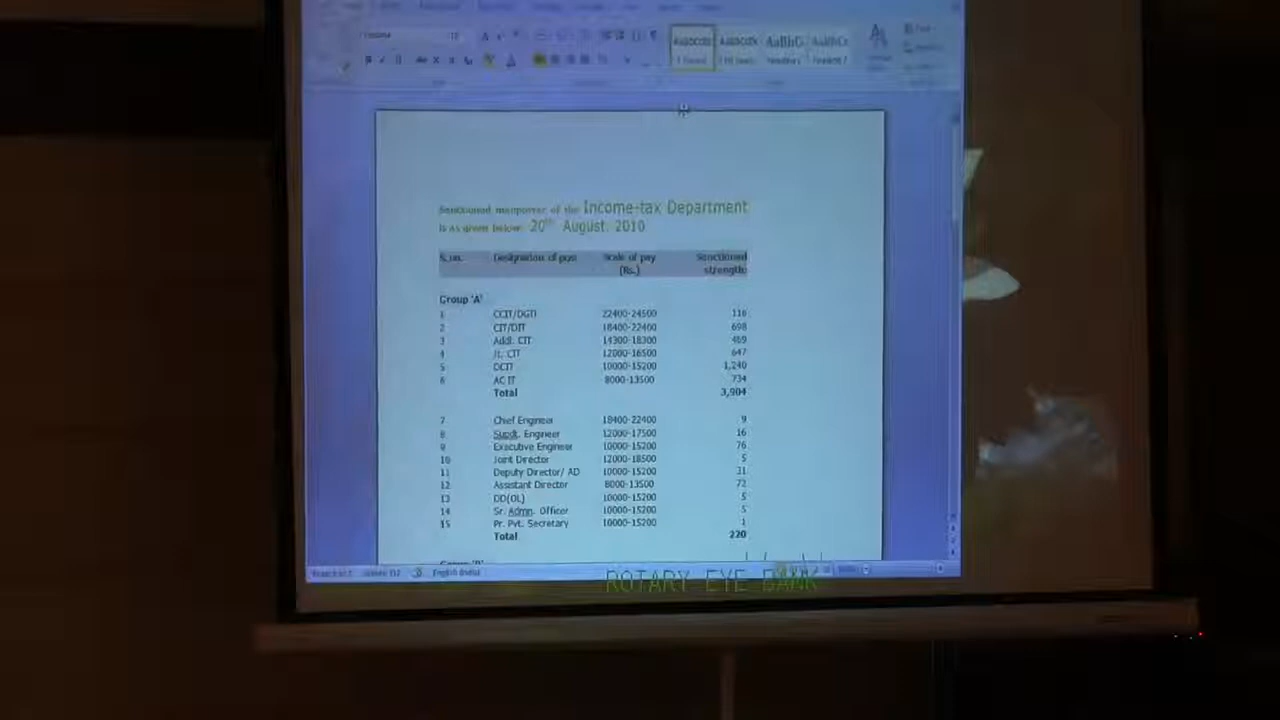 Sanctioned manpower of the Income-tax Department
is as given below: 20th August, 2010
S.no. Designation of post Scale of pay (Rs.) Sanctioned strength
Group 'A'
1 CCIT/DGIT 22400-24500 116
2 CIT/DIT 18400-22400 698
3 Addl. CIT 14300-18300 469
4 Jt. CIT 12000-16500 647
5 DCIT 10000-15200 1,240
6 AC IT 8000-13500 734
Total 3,904
7 Chief Engineer 18400-22400 9
8 Supdt. Engineer 12000-17500 16
9 Executive Engineer 10000-15200 76
10 Joint Director 12000-18500 5
11 Deputy Director/ AD 10000-15200 31
12 Assistant Director 8000-13500 72
13 DD(OL) 10000-15200 5
14 Sr. Admn. Officer 10000-15200 5
15 Pr. Pvt. Secretary 10000-15200 1
Total 220
English (India)
ROTARY EYE BANK